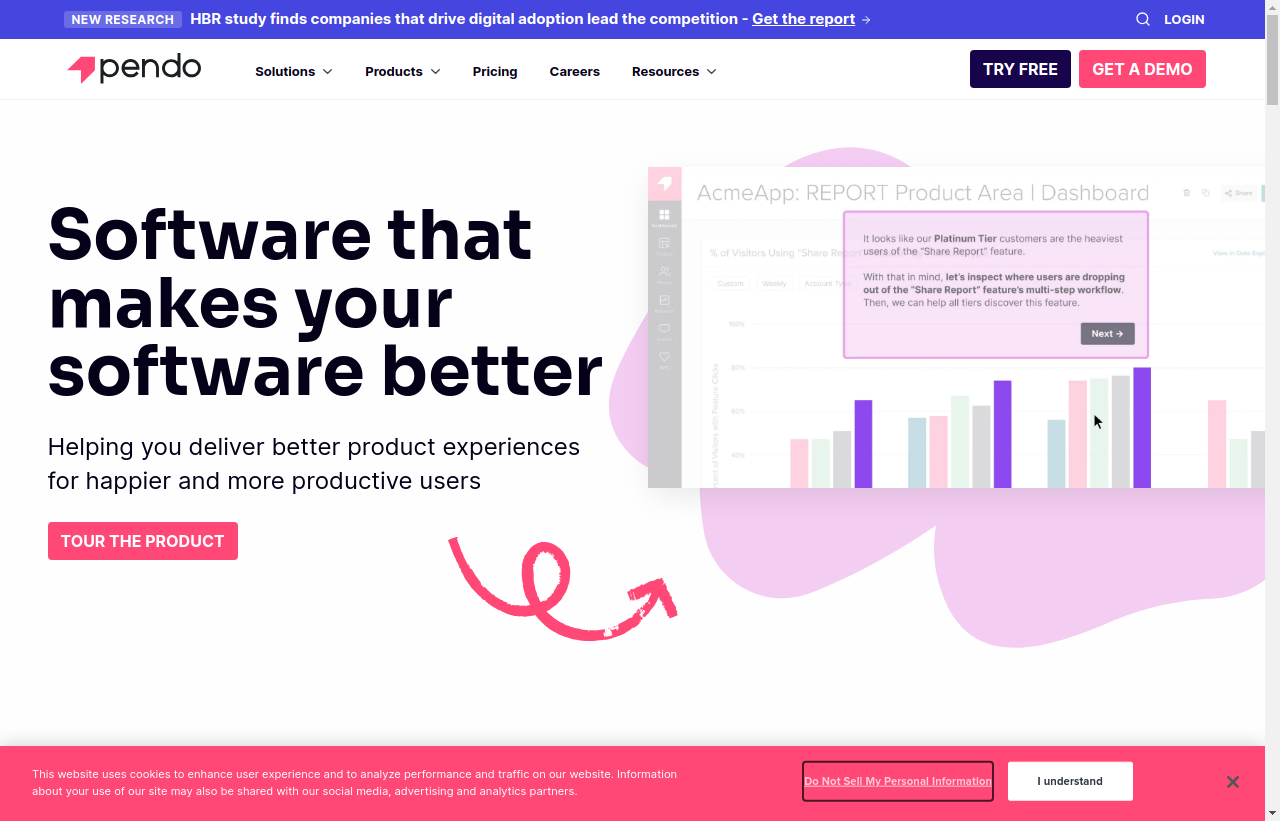 NEW RESEARCH HBR study finds companies that drive digital adoption lead the competition - Get the report → LOGIN
pendo Solutions Products Pricing Careers Resources TRY FREE GET A DEMO
Software that
makes your
software better
Helping you deliver better product experiences
for happier and more productive users
TOUR THE PRODUCT
AcmeApp: REPORT Product Area | Dashboard
Share
% of Visitors Using "Share Report
View in Data Expl
Custom Weekly Account Type
It looks like our Platinum Tier customers are the heaviest
users of the "Share Report" feature.
With that in mind, let's inspect where users are dropping
out of the "Share Report" feature's multi-step workflow.
Then, we can help all tiers discover this feature.
Next →
100%
80%
60%
40%
cent of Visitors with Feature Clicks
This website uses cookies to enhance user experience and to analyze performance and traffic on our website. Information
about your use of our site may also be shared with our social media, advertising and analytics partners.
Do Not Sell My Personal Information
I understand